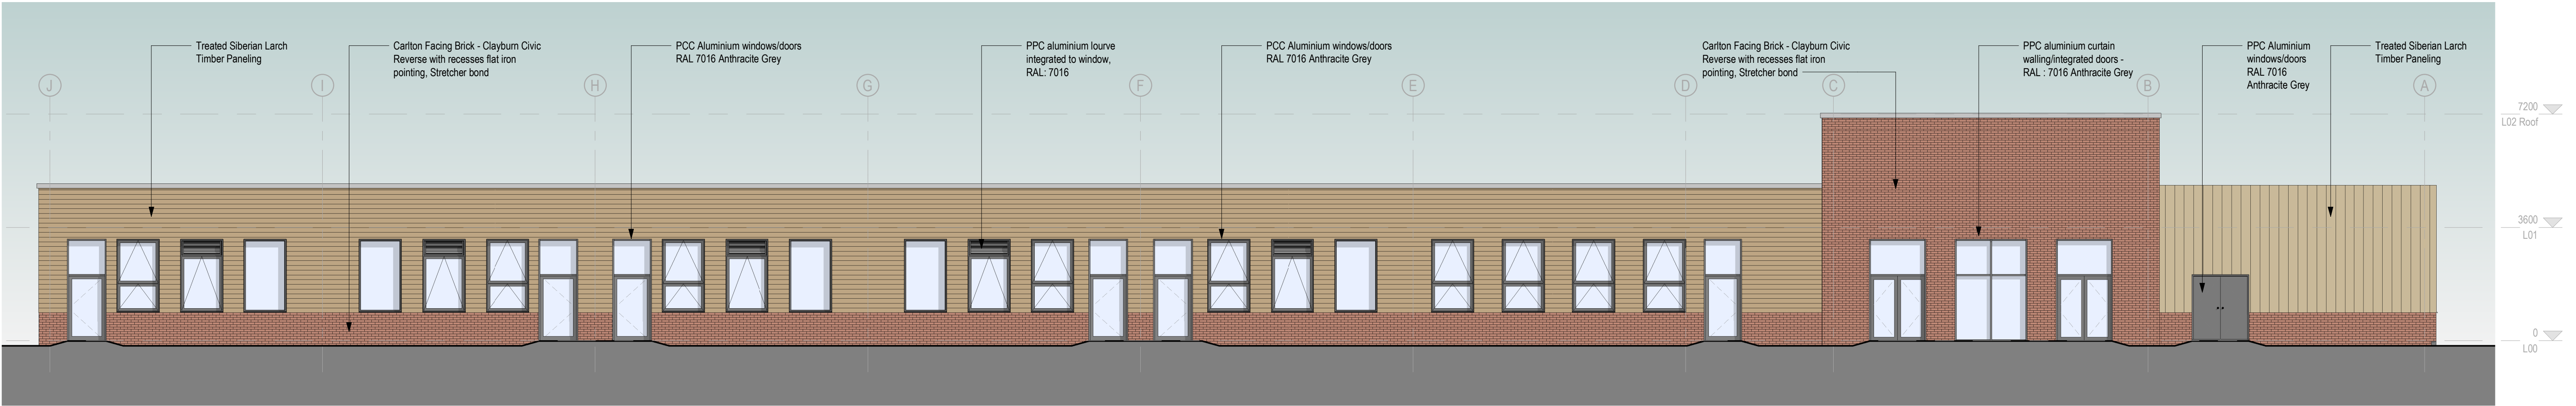 Treated Siberian Larch
Timber Paneling
Carlton Facing Brick - Clayburn Civic
Reverse with recesses flat iron
pointing, Stretcher bond
PCC Aluminium windows/doors
RAL 7016 Anthracite Grey
PPC aluminium lourve
integrated to window,
RAL: 7016
PCC Aluminium windows/doors
RAL 7016 Anthracite Grey
Carlton Facing Brick - Clayburn Civic
Reverse with recesses flat iron
pointing, Stretcher bond
PPC aluminium curtain
walling/integrated doors -
RAL : 7016 Anthracite Grey
PPC Aluminium
windows/doors
RAL 7016
Anthracite Grey
Treated Siberian Larch
Timber Paneling
J
I
H
G
F
E
D
C
B
A
7200
L02 Roof
3600
L01
0
L00